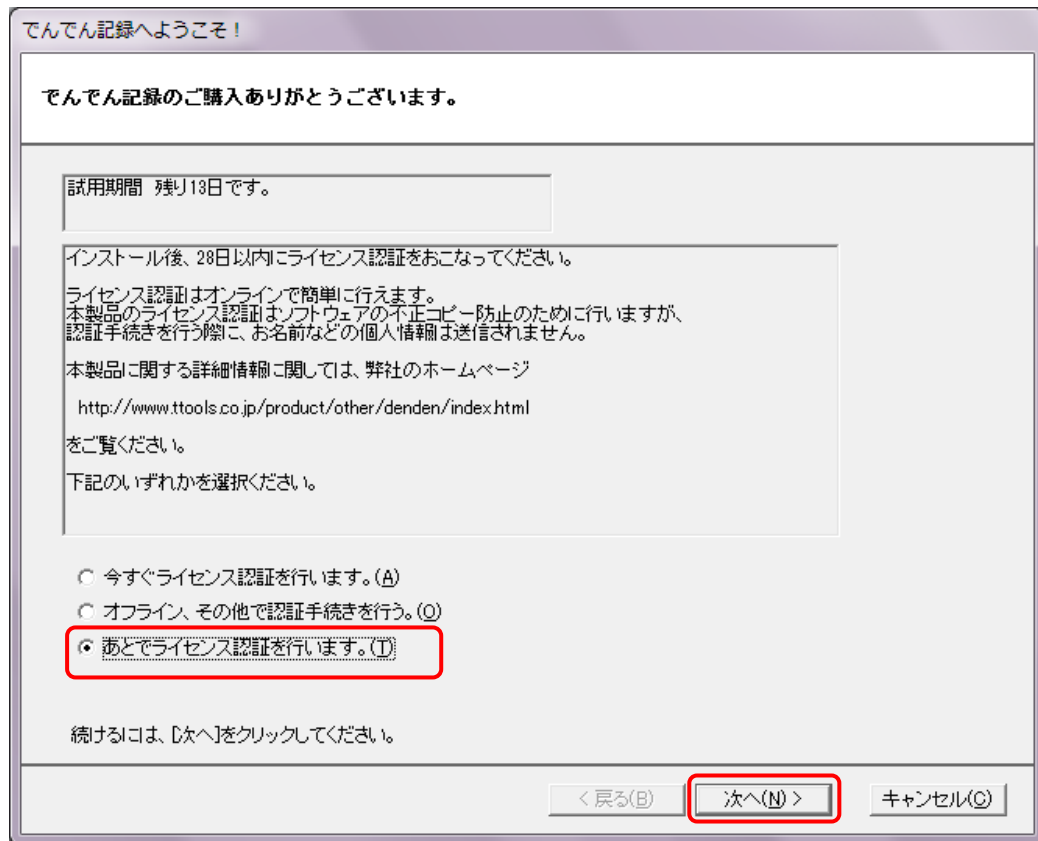 でんでん記録へようこそ！
でんでん記録のご購入ありがとうございます。
試用期間 残り13日です。
インストール後、28日以内にライセンス認証をおこなってください。
ライセンス認証はオンラインで簡単に行えます。
本製品のライセンス認証はソフトウェアの不正コピー防止のために行いますが、
認証手続きを行う際に、お名前などの個人情報は送信されません。
本製品に関する詳細情報に関しては、弊社のホームページ
http://www.ttools.co.jp/product/other/denden/index.html
をご覧ください。
下記のいずれかを選択ください。
今すぐライセンス認証を行います。(A)
オフライン、その他で認証手続きを行う。(O)
あとでライセンス認証を行います。(T)
続けるには、[次へ]をクリックしてください。
< 戻る(B) 次へ(N) > キャンセル(C)